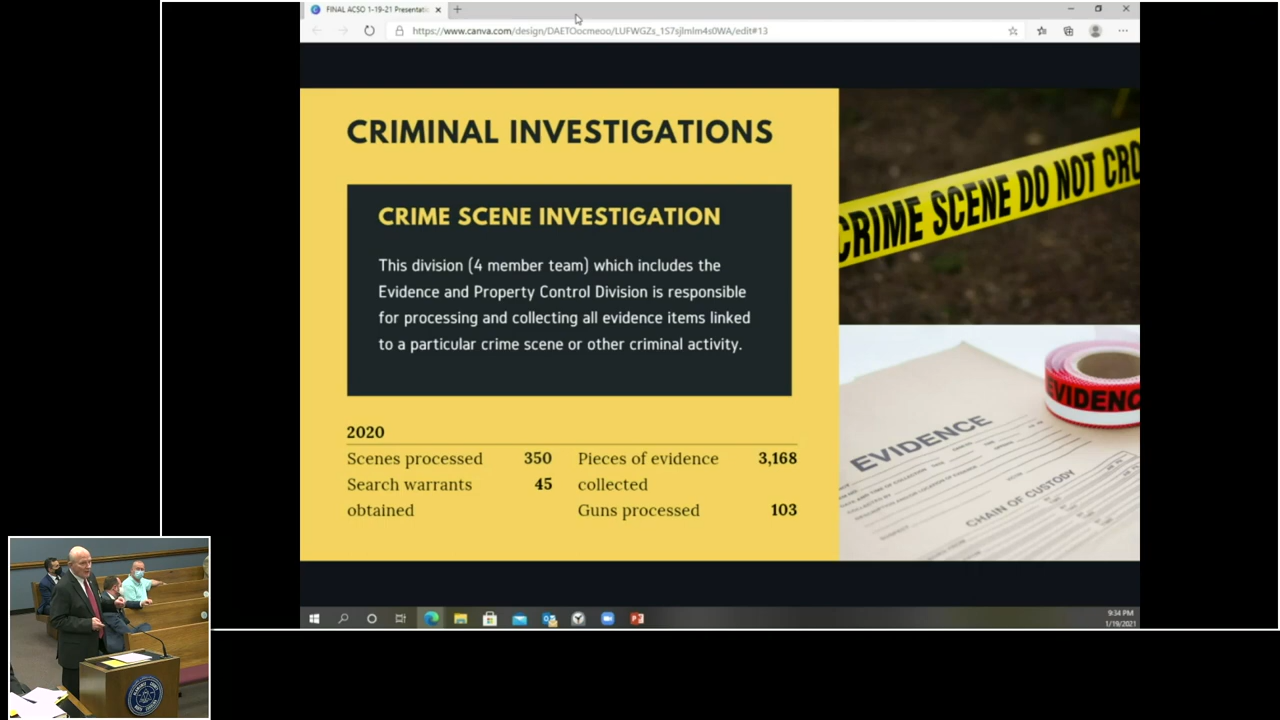 FINAL ACSO 1-19-21 Presentatic
https://www.canva.com/design/DAETOocmeoo/LUFWGZs_1S7sjlmlm4s0WA/edit#13
CRIMINAL INVESTIGATIONS
CRIME SCENE INVESTIGATION
This division (4 member team) which includes the
Evidence and Property Control Division is responsible
for processing and collecting all evidence items linked
to a particular crime scene or other criminal activity.
2020
Scenes processed 350
Search warrants 45
obtained
Pieces of evidence 3,168
collected
Guns processed 103
CRIME SCENE DO NOT CRO
EVIDENC
EVIDENCE
CHAIN OF CUSTODY
9:34 PM
1/19/2021